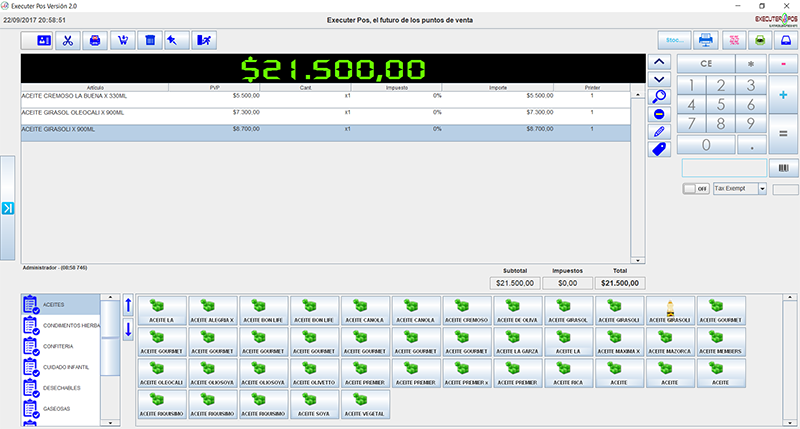 Executer Pos Versión 2.0
22/09/2017 20:58:51 Executer Pos, el futuro de los puntos de venta EXECUTER POS
Stoc...
$21.500,00
CE * -
Artículo PVP Cant Impuesto Importe Printer
ACEITE CREMOSO LA BUENA X 330ML $5.500,00 x1 0% $5.500,00 1
ACEITE GIRASOL OLEOCALI X 900ML $7.300,00 x1 0% $7.300,00 1
ACEITE GIRASOLI X 900ML $8.700,00 x1 0% $8.700,00 1
1 2 3 +
4 5 6
7 8 9 =
0 .
OFF Tax Exempt
Administrador - (08:58.746)
Subtotal Impuestos Total
$21.500,00 $0,00 $21.500,00
ACEITES
CONDIMENTOS HIERBA
CONFITERIA
CUIDADO INFANTIL
DESECHABLES
GASEOSAS
ACEITE LA ACEITE ALEGRIA X ACEITE BON LIFE ACEITE BON LIFE ACEITE CANOLA ACEITE CANOLA ACEITE CREMOSO ACEITE DE OLIVA ACEITE GIRASOL ACEITE GIRASOLI ACEITE GIRASOLI ACEITE GOURMET
ACEITE GOURMET ACEITE GOURMET ACEITE GOURMET ACEITE GOURMET ACEITE GOURMET ACEITE GOURMET ACEITE GOURMET ACEITE LA GARZA ACEITE LA ACEITE MAXIMA X ACEITE MAZORCA ACEITE MEMBERS
ACEITE OLEOCALI ACEITE OLIOSOYA ACEITE OLIOSOYA ACEITE OLIVETTO ACEITE PREMIER ACEITE PREMIER ACEITE PREMIER x ACEITE PREMIER ACEITE RICA ACEITE ACEITE ACEITE
ACEITE RIQUISIMO ACEITE RIQUISIMO ACEITE RIQUISIMO ACEITE SOYA ACEITE VEGETAL